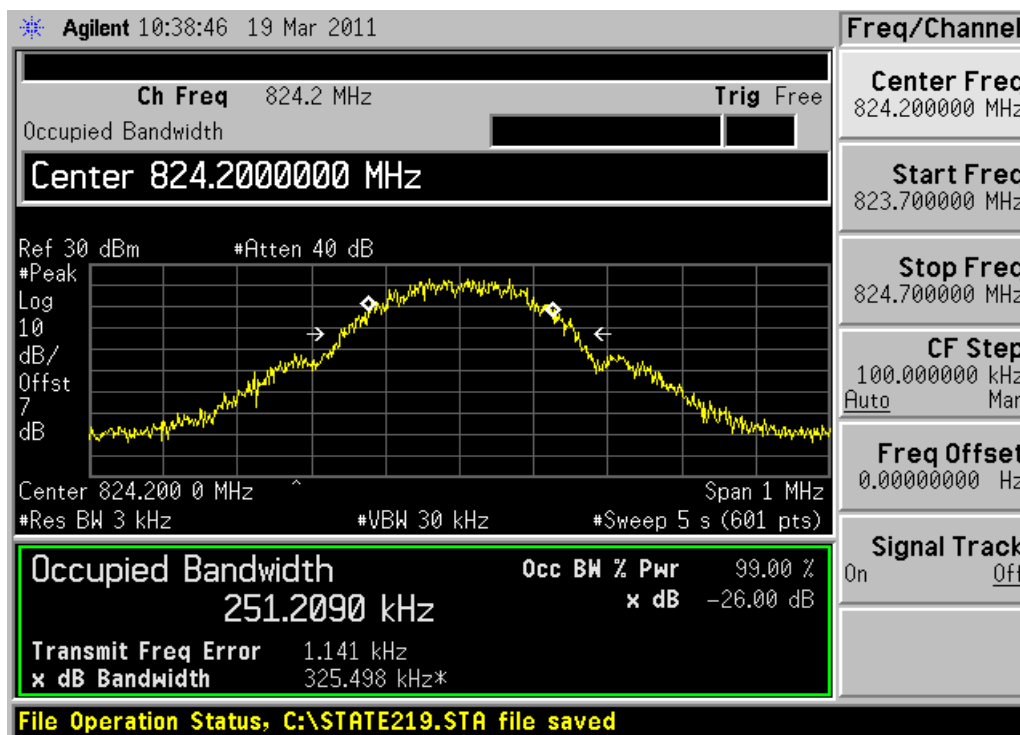 Agilent 10:38:46 19 Mar 2011
Freq/Channel
Ch Freq 824.2 MHz
Trig Free
Occupied Bandwidth
Center 824.2000000 MHz
Ref 30 dBm
#Atten 40 dB
#Peak
Log
10
dB/
Offst
7
dB
Center 824.200 0 MHz
^
Span 1 MHz
#Res BW 3 kHz
#VBW 30 kHz
#Sweep 5 s (601 pts)
Occupied Bandwidth
251.2090 kHz
Occ BW % Pwr 99.00 %
x dB -26.00 dB
Transmit Freq Error 1.141 kHz
x dB Bandwidth 325.498 kHz*
File Operation Status, C:\STATE219.STA file saved
Center Freq
824.200000 MHz
Start Freq
823.700000 MHz
Stop Freq
824.700000 MHz
CF Step
100.000000 kHz
Auto Man
Freq Offset
0.00000000 Hz
Signal Track
On Off